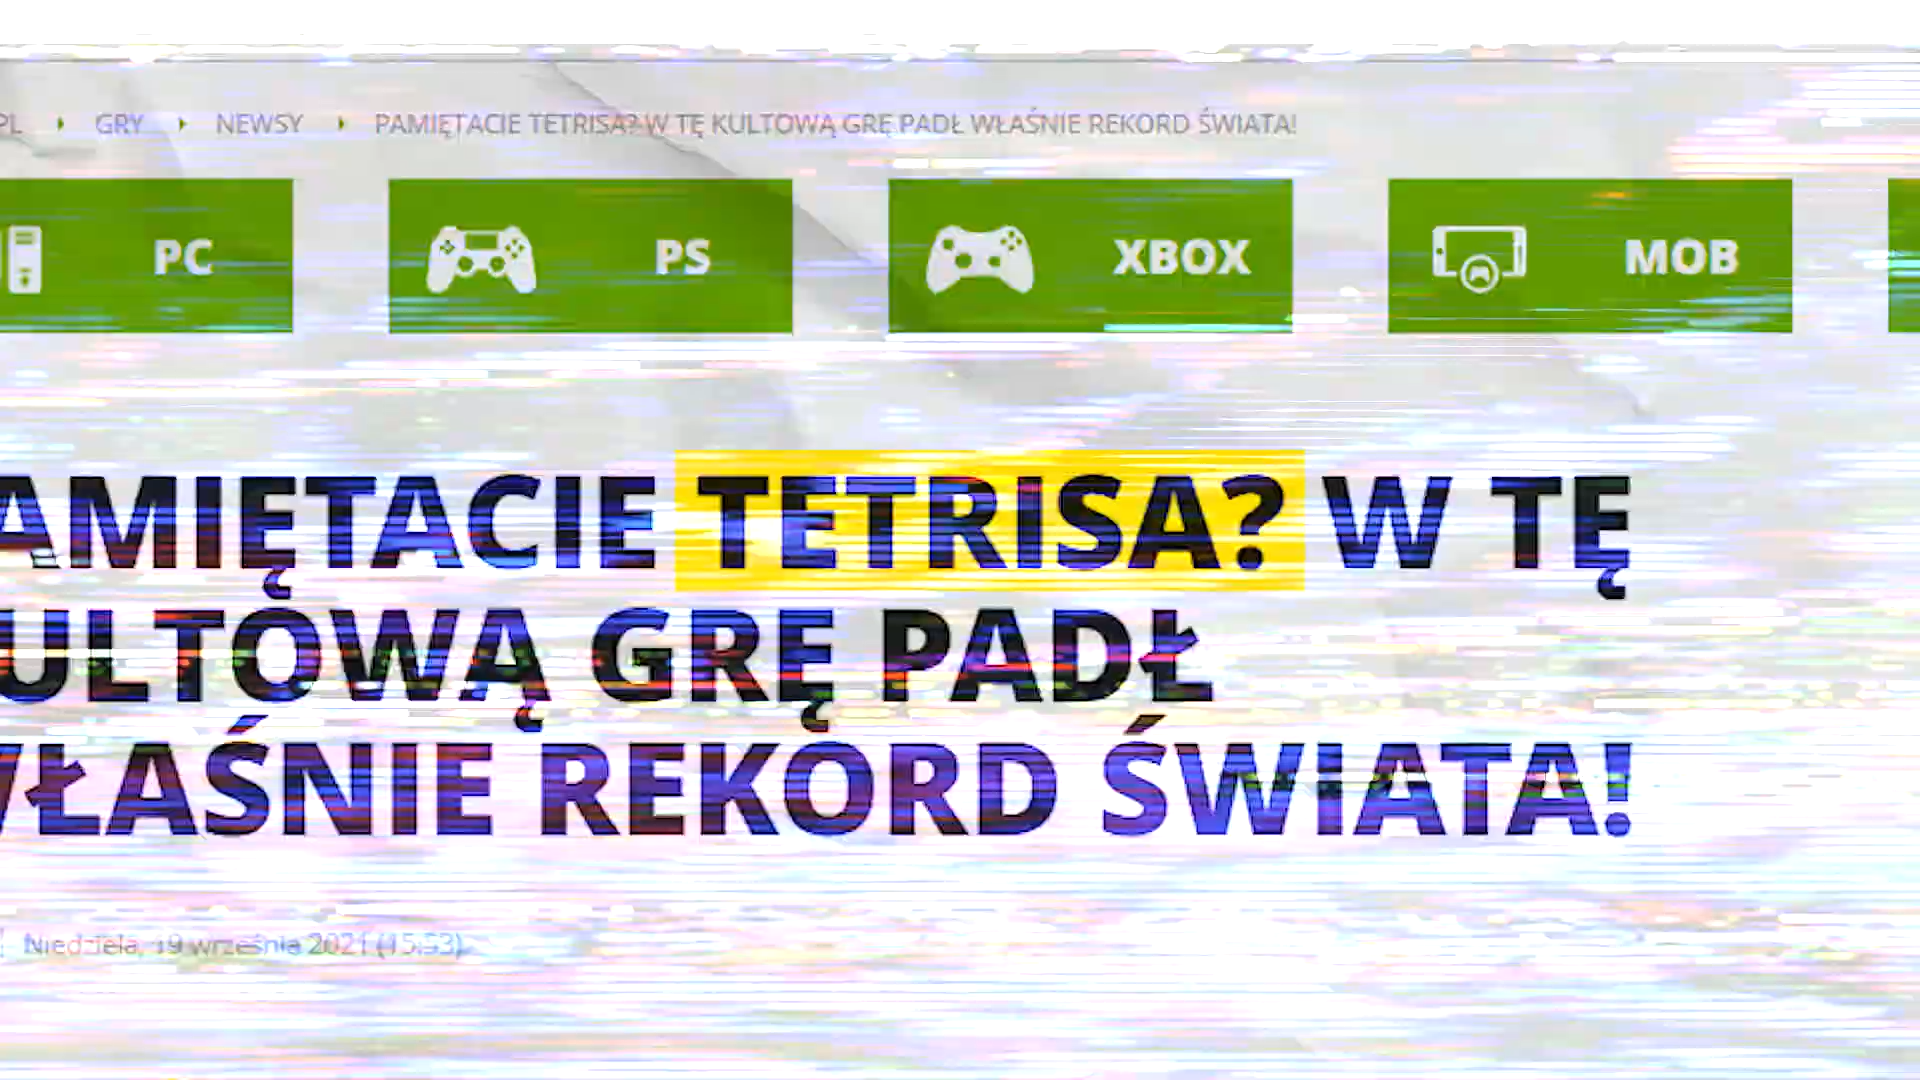 PL GRY NEWSY PAMIĘTACIE TETRISA? W TĘ KULTOWĄ GRĘ PADŁ WŁAŚNIE REKORD ŚWIATA!
PC PS XBOX MOB
AMIĘTACIE TETRISA? W TĘ
ULTOWĄ GRĘ PADŁ
WŁAŚNIE REKORD ŚWIATA!
Niedziela, 19 września 2021 (15:53)